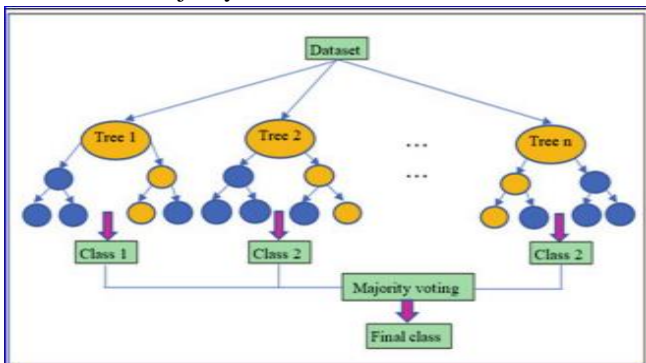 Dataset
Tree 1
Tree 2
...
Tree n
...
Class 1
Class 2
Class 2
Majority voting
Final class